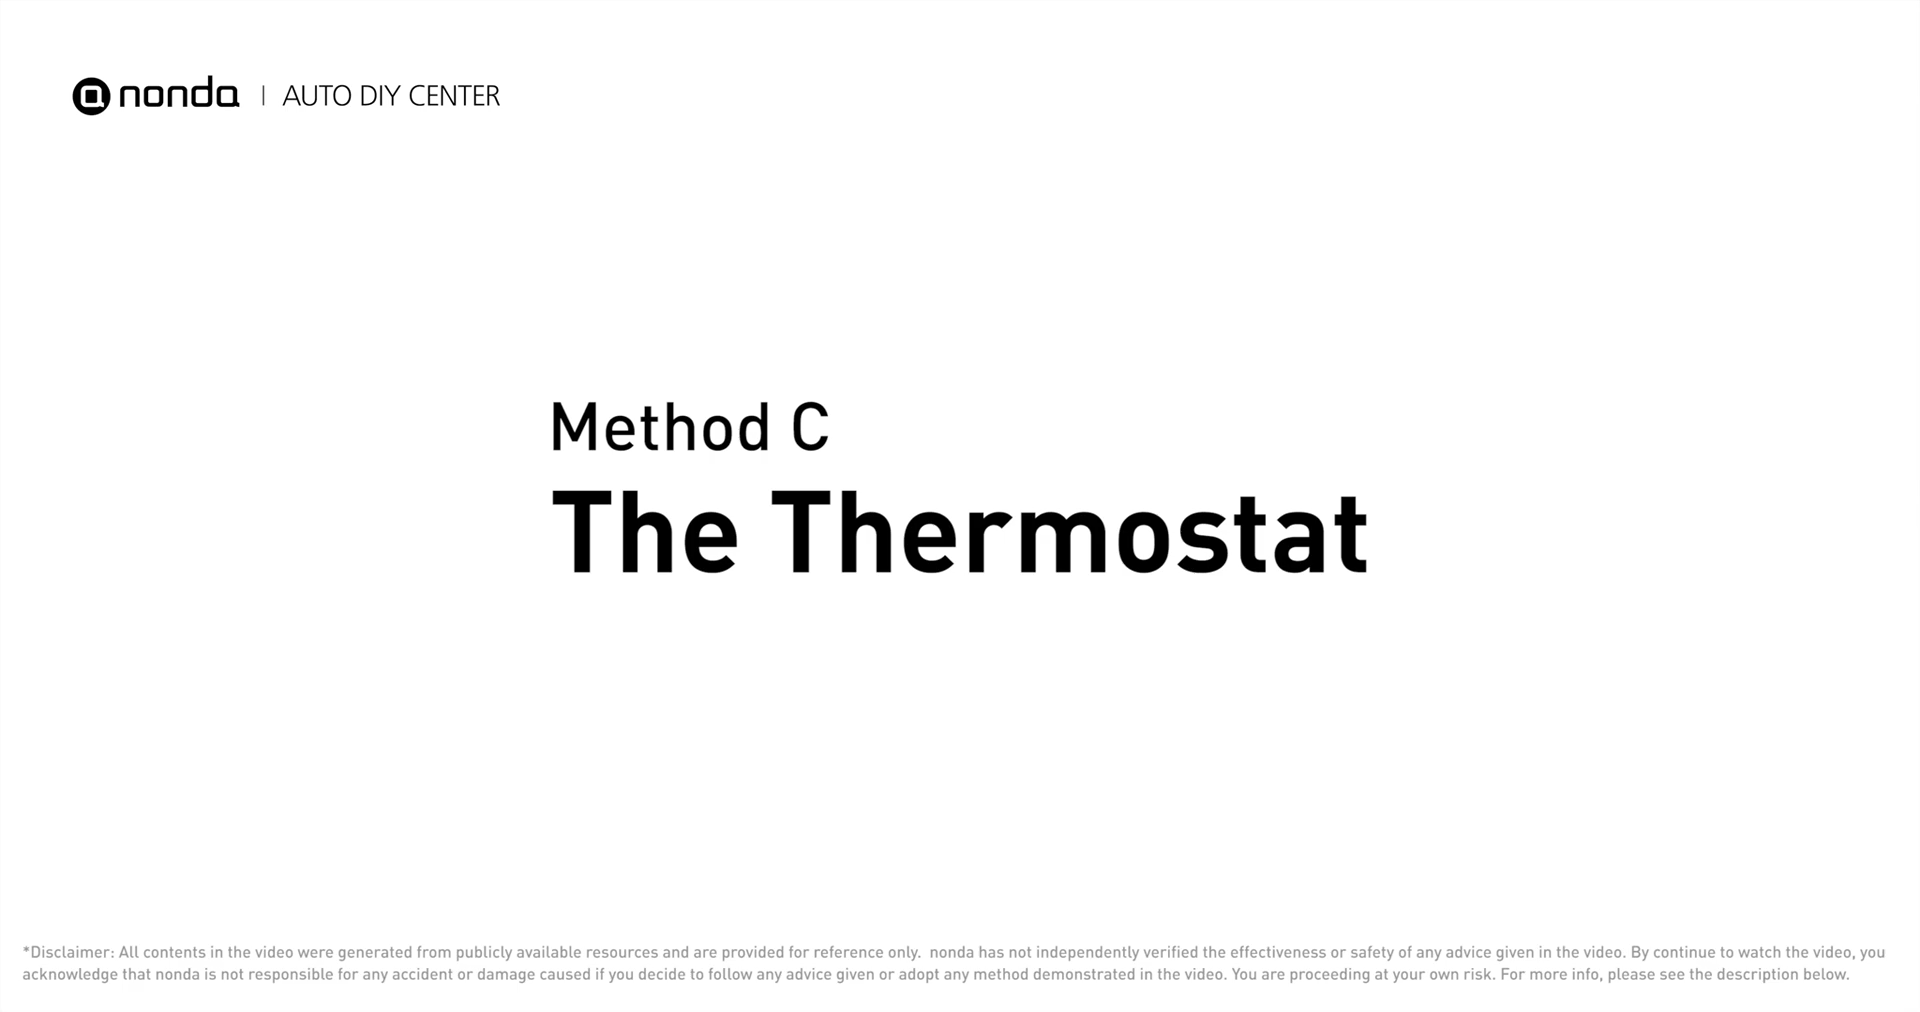 nonda | AUTO DIY CENTER
Method C
The Thermostat
*Disclaimer: All contents in the video were generated from publicly available resources and are provided for reference only.  nonda has not independently verified the effectiveness or safety of any advice given in the video. By continue to watch the video, you
acknowledge that nonda is not responsible for any accident or damage caused if you decide to follow any advice given or adopt any method demonstrated in the video. You are proceeding at your own risk. For more info, please see the description below.